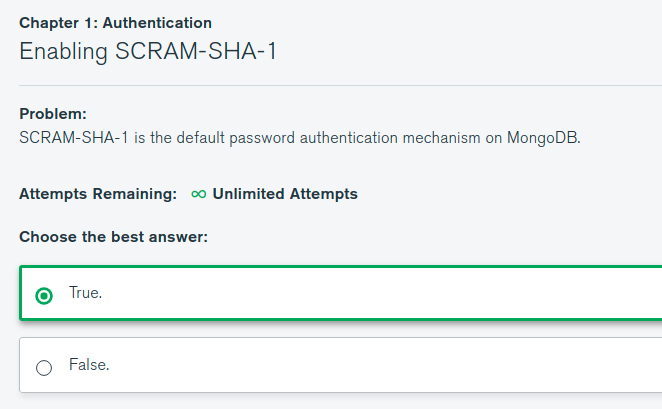 Chapter 1: Authentication
Enabling SCRAM-SHA-1
Problem:
SCRAM-SHA-1 is the default password authentication mechanism on MongoDB.
Attempts Remaining: ∞ Unlimited Attempts
Choose the best answer:
True.
False.